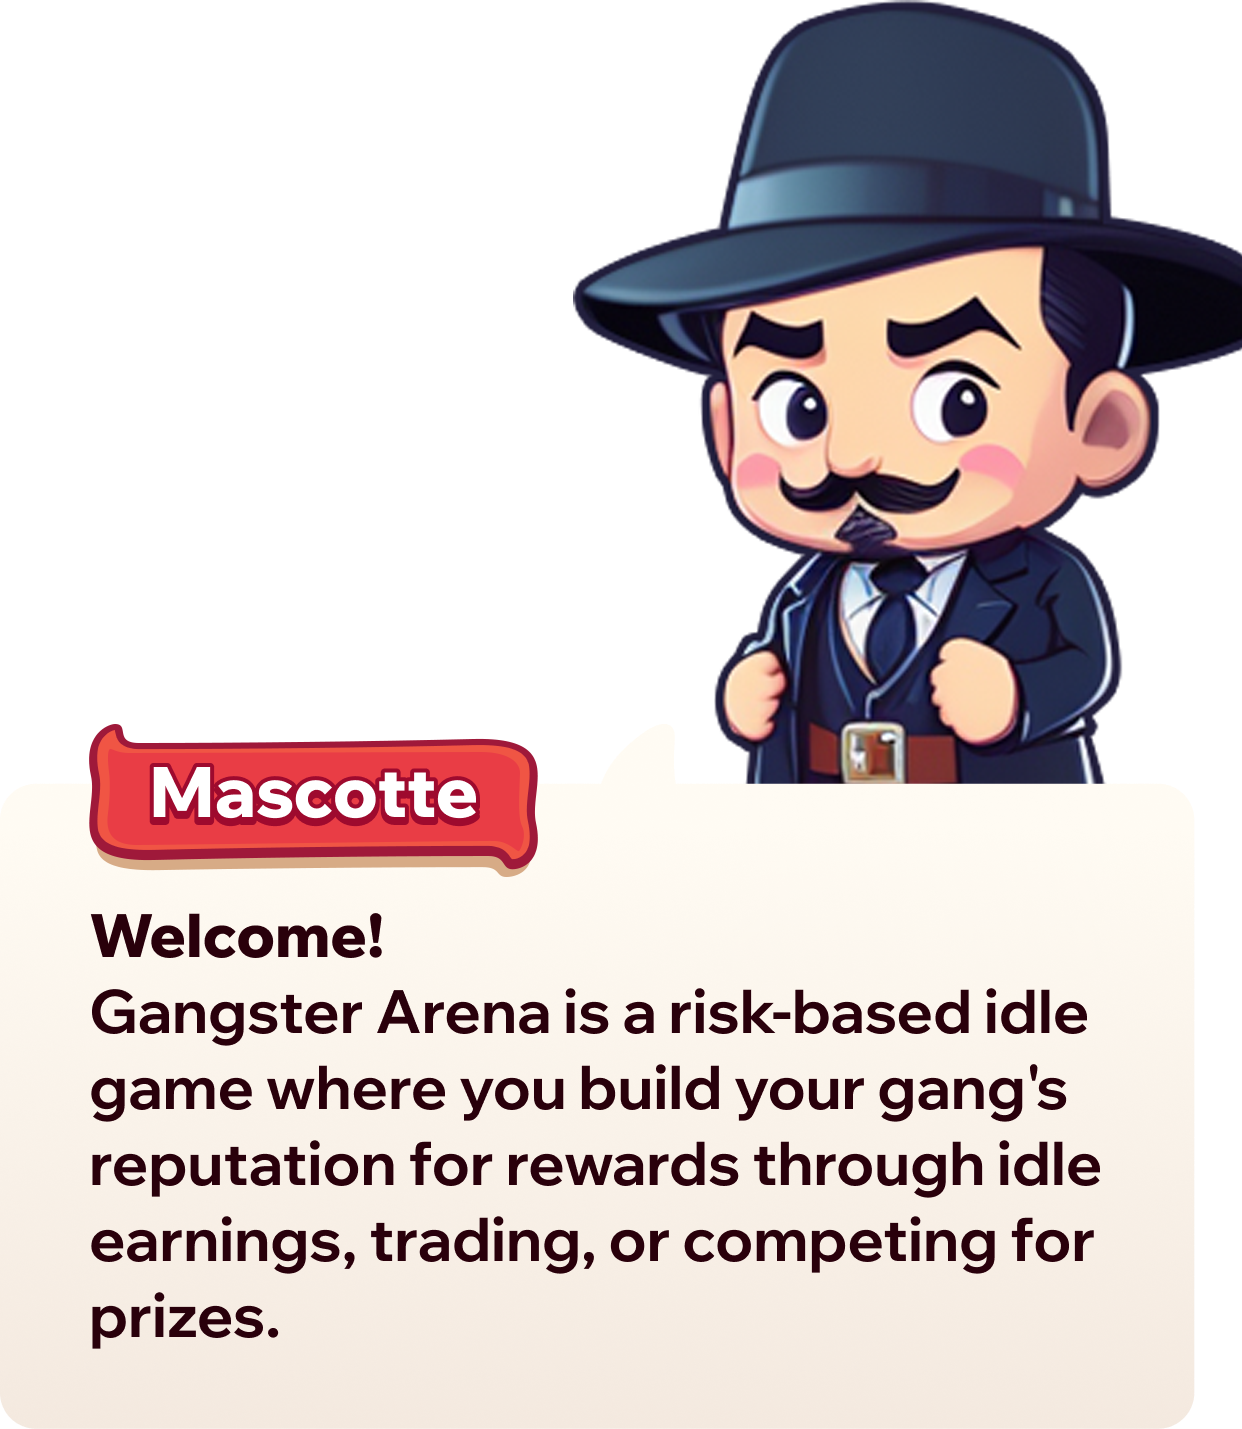 Mascotte
Welcome!
Gangster Arena is a risk-based idle
game where you build your gang's
reputation for rewards through idle
earnings, trading, or competing for
prizes.